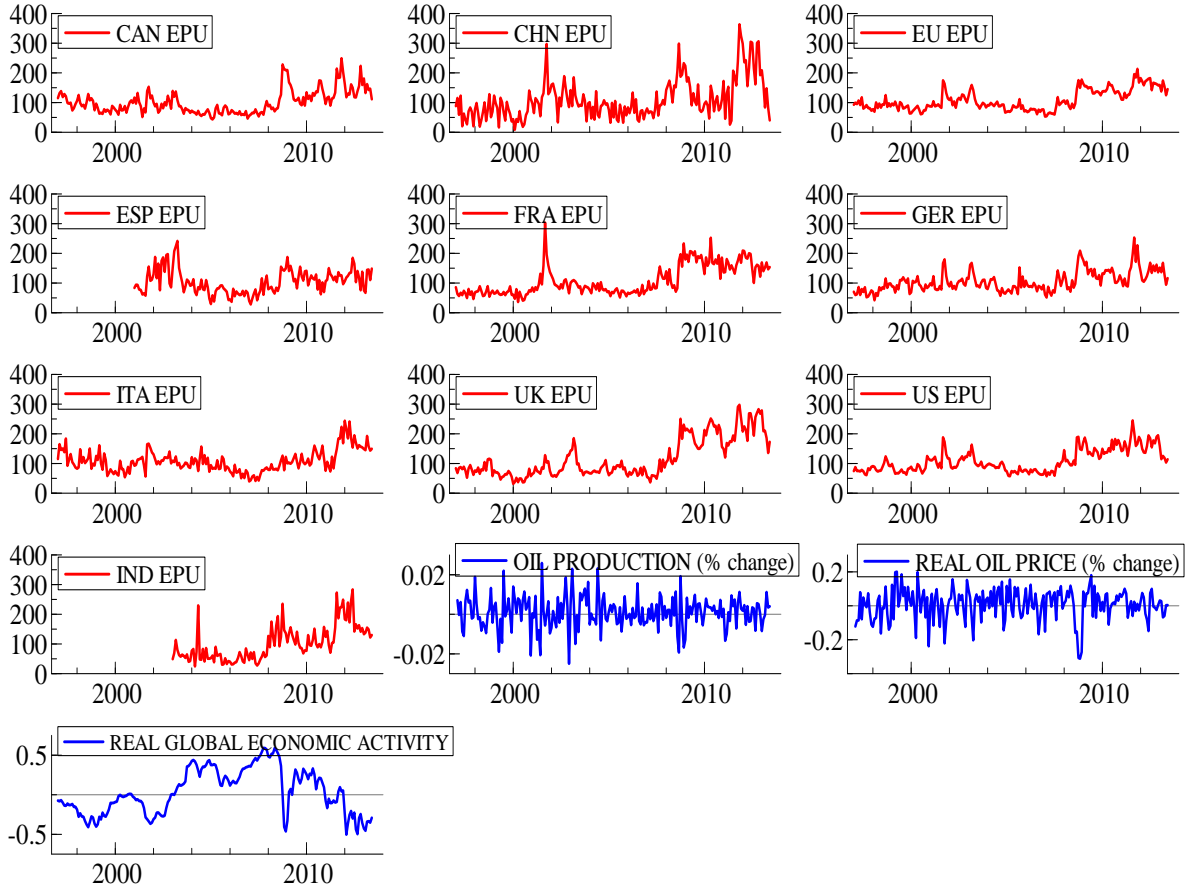 400 CAN EPU 400 CHN EPU 400 EU EPU
300 300 300
200 200 200
100 100 100
0 0 0
2000 2010 2000 2010 2000 2010
400 ESP EPU 400 FRA EPU 400 GER EPU
300 300 300
200 200 200
100 100 100
0 0 0
2000 2010 2000 2010 2000 2010
400 ITA EPU 400 UK EPU 400 US EPU
300 300 300
200 200 200
100 100 100
0 0 0
2000 2010 2000 2010 2000 2010
400 IND EPU OIL PRODUCTION (% change) REAL OIL PRICE (% change)
300 0.02 0.2
200
100 -0.02 -0.2
0
2000 2010 2000 2010 2000 2010
REAL GLOBAL ECONOMIC ACTIVITY
0.5
-0.5
2000 2010